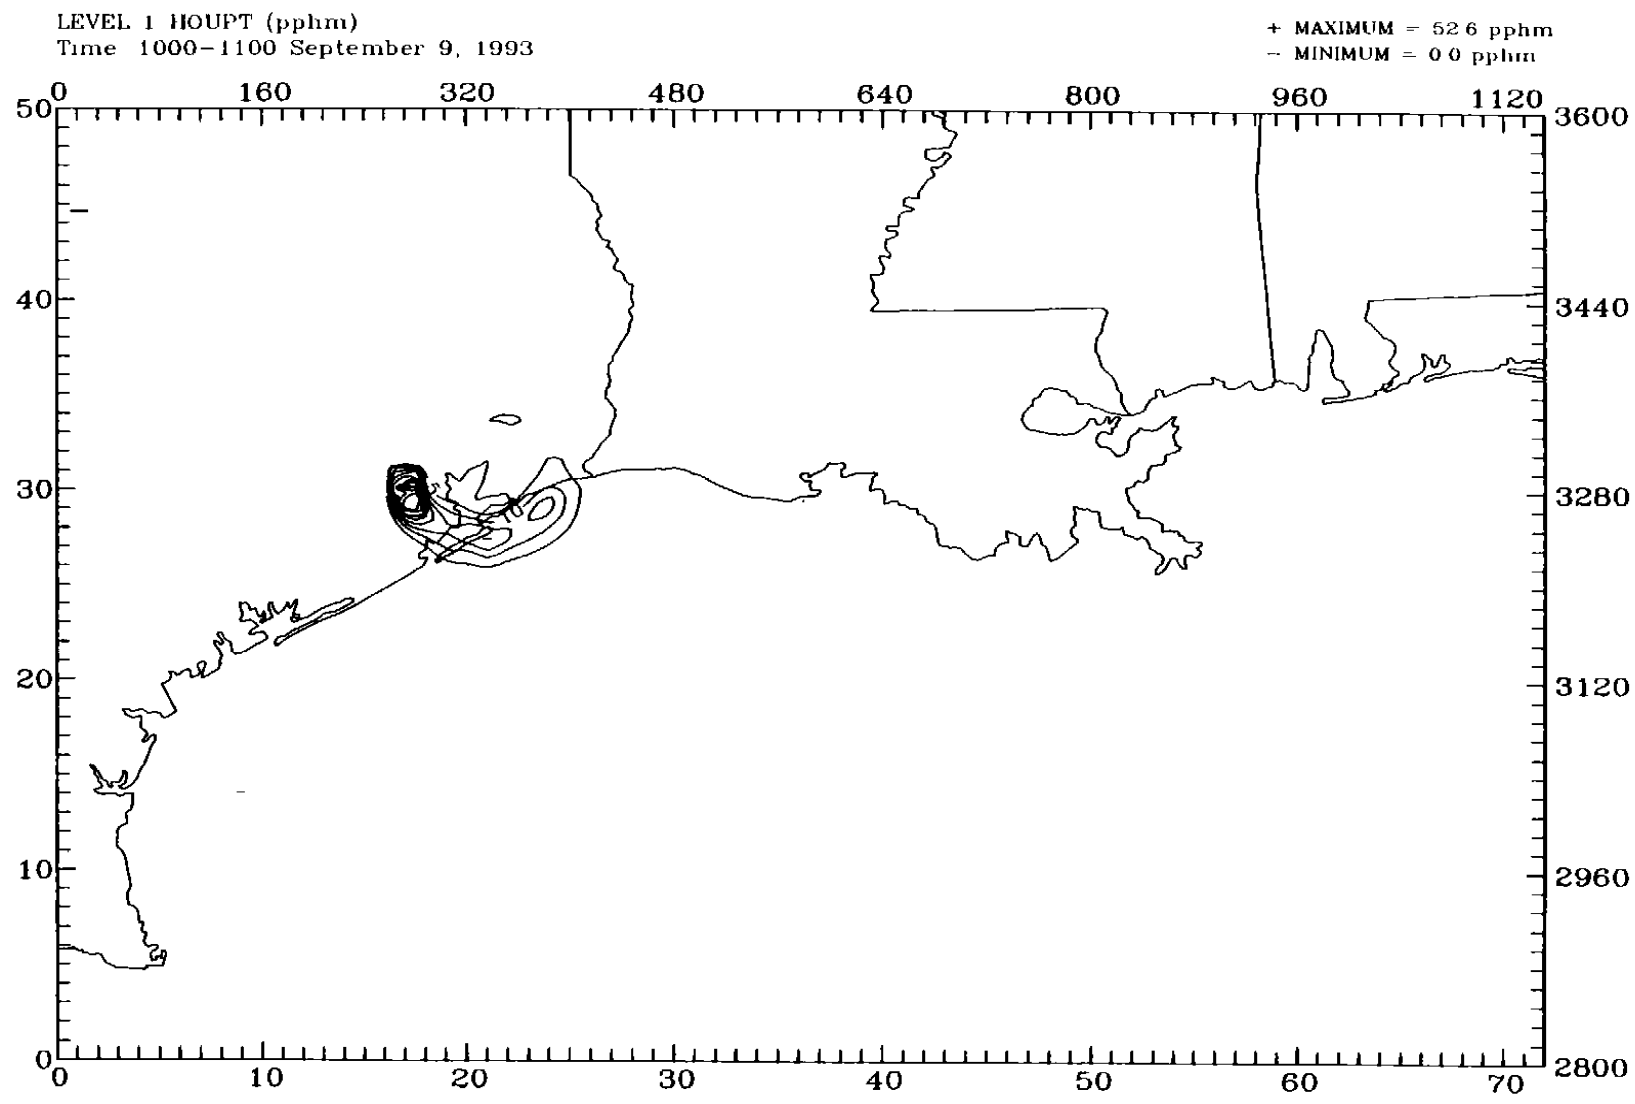 LEVEL 1 HOUPT (pphm)
Time 1000-1100 September 9, 1993
+ MAXIMUM = 52 6 pphm
- MINIMUM = 0 0 pphm
0 160 320 480 640 800 960 1120
50 3600
40 3440
30 3280
20 3120
10 2960
0 2800
0 10 20 30 40 50 60 70